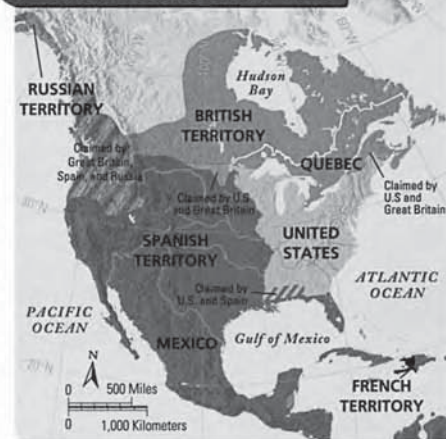 RUSSIAN
TERRITORY
Hudson
Bay
BRITISH
TERRITORY
Claimed by
Great Britain,
Spain, and Russia
QUEBEC
Claimed by U.S.
and Great Britain
Claimed by
U.S and
Great Britain
UNITED
STATES
SPANISH
TERRITORY
ATLANTIC
OCEAN
Claimed by
U.S. and Spain
PACIFIC
OCEAN
MEXICO
Gulf of Mexico
N
FRENCH
TERRITORY
0 500 Miles
0 1,000 Kilometers